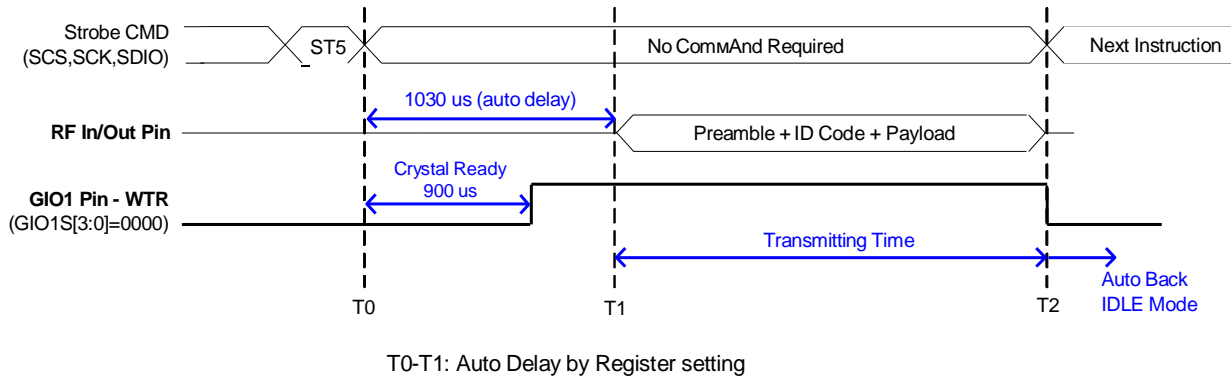 Strobe CMD
(SCS,SCK,SDIO)
_ST5
No ComMAnd Required
Next Instruction
1030 us (auto delay)
RF In/Out Pin
Preamble + ID Code + Payload
Crystal Ready
900 us
GIO1 Pin - WTR
(GIO1S[3:0]=0000)
Transmitting Time
Auto Back
IDLE Mode
T0
T1
T2
T0-T1: Auto Delay by Register setting